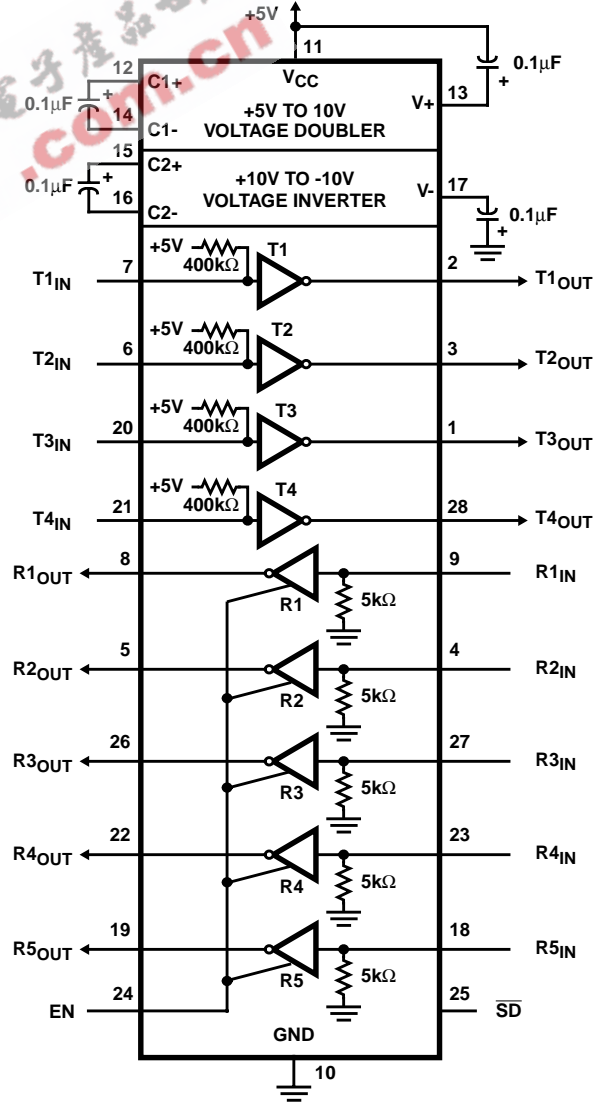 電子產品
.com.cn
+5V
11
VCC
12
C1+
0.1µF
+
14
C1-
+5V TO 10V
VOLTAGE DOUBLER
V+
13
0.1µF
+
15
C2+
0.1µF
+
16
C2-
+10V TO -10V
VOLTAGE INVERTER
V-
17
0.1µF
+
+5V
400kΩ
T1
T1IN
7
2
T1OUT
+5V
400kΩ
T2
T2IN
6
3
T2OUT
+5V
400kΩ
T3
T3IN
20
1
T3OUT
+5V
400kΩ
T4
T4IN
21
28
T4OUT
R1OUT
8
R1
5kΩ
9
R1IN
R2OUT
5
R2
5kΩ
4
R2IN
R3OUT
26
R3
5kΩ
27
R3IN
R4OUT
22
R4
5kΩ
23
R4IN
R5OUT
19
R5
5kΩ
18
R5IN
EN
24
25
SD
GND
10